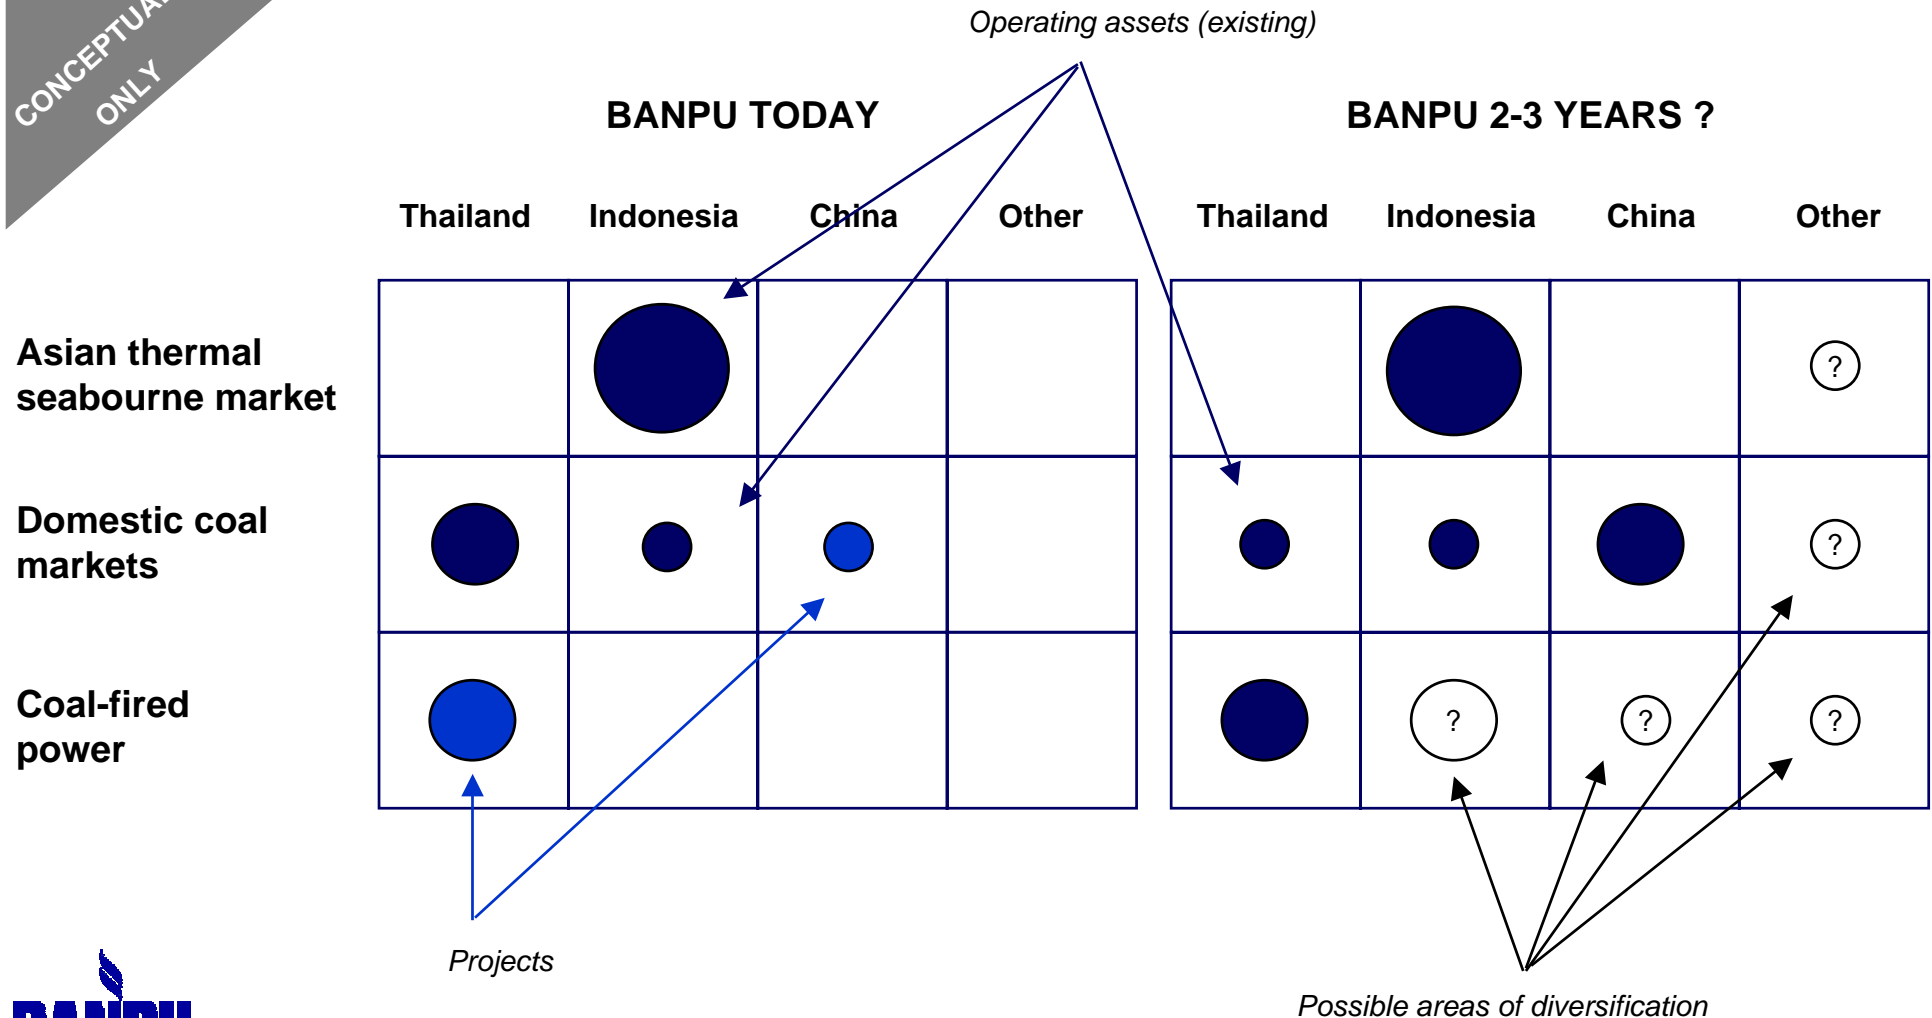 CONCEPTUAL
ONLY
Operating assets (existing)
BANPU TODAY
BANPU 2-3 YEARS ?
Thailand Indonesia China Other
Thailand Indonesia China Other
Asian thermal
seabourne market
?
Domestic coal
markets
?
Coal-fired
power
? ? ?
Projects
Possible areas of diversification
BANPU